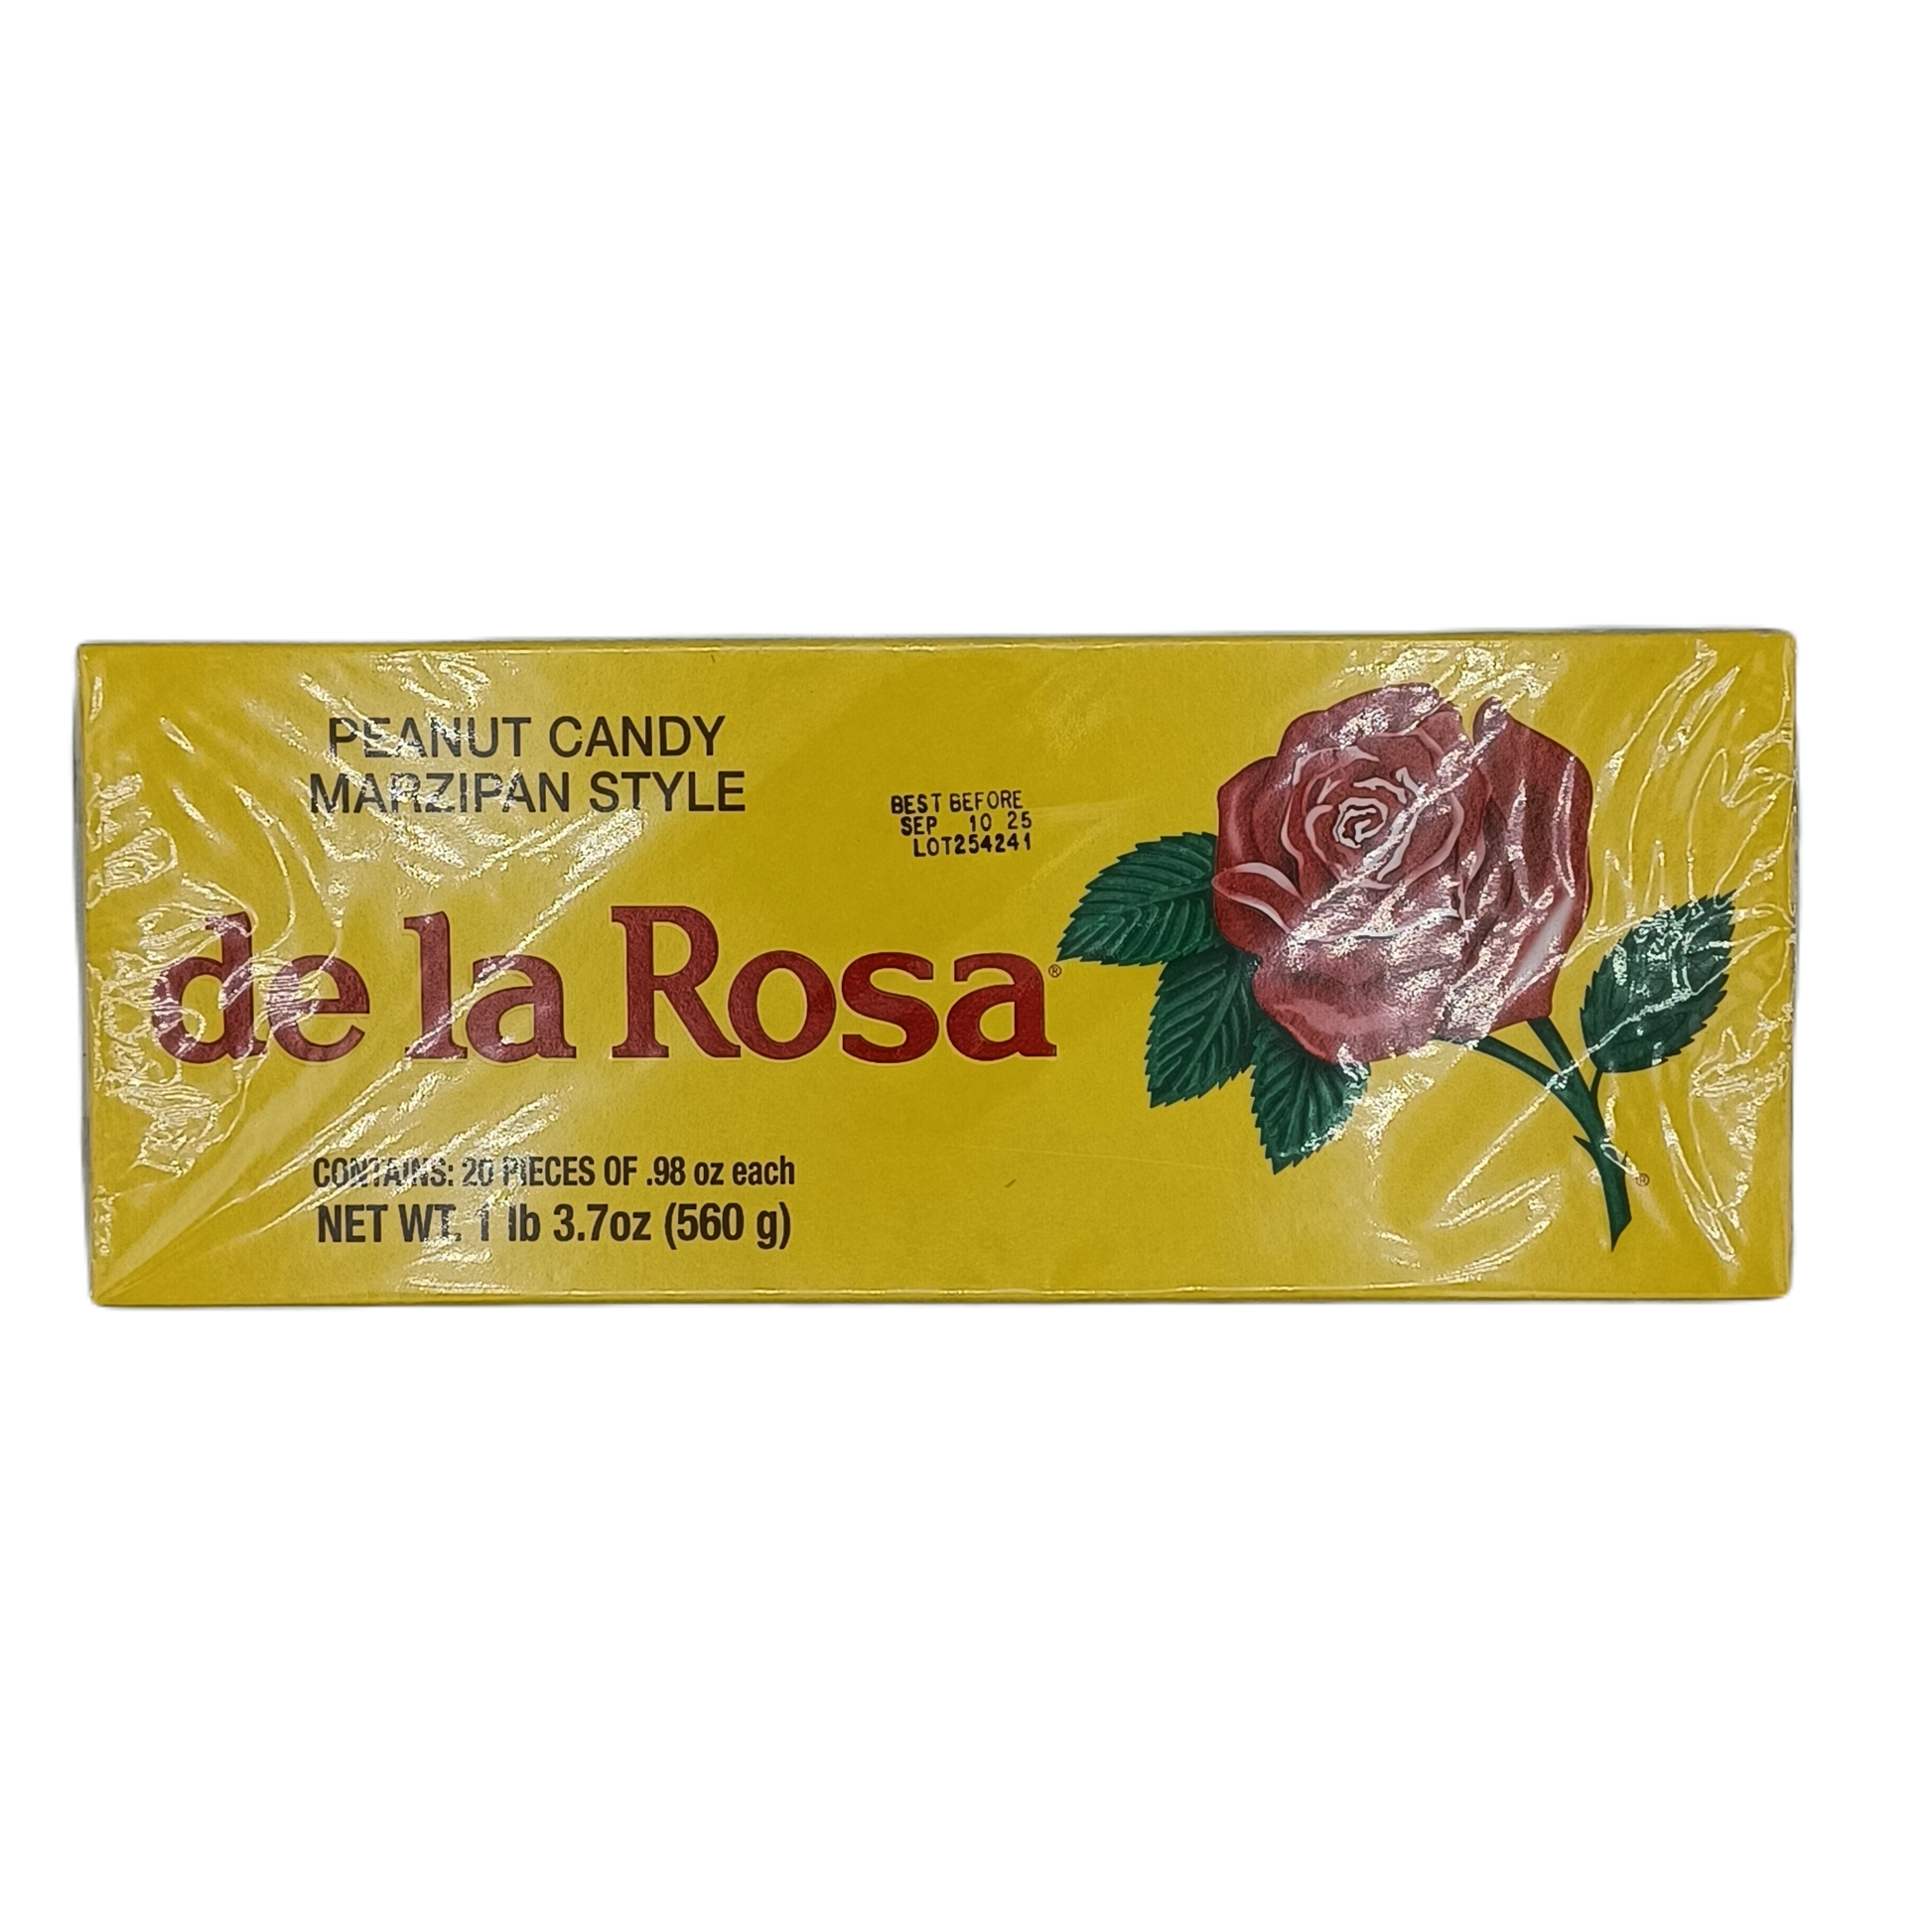 PEANUT CANDY
MARZIPAN STYLE
BEST BEFORE
SEP 10 25
LOT254241
de la Rosa®
CONTAINS: 20 PIECES OF .98 oz each
NET WT. 1 lb 3.7oz (560 g)
®